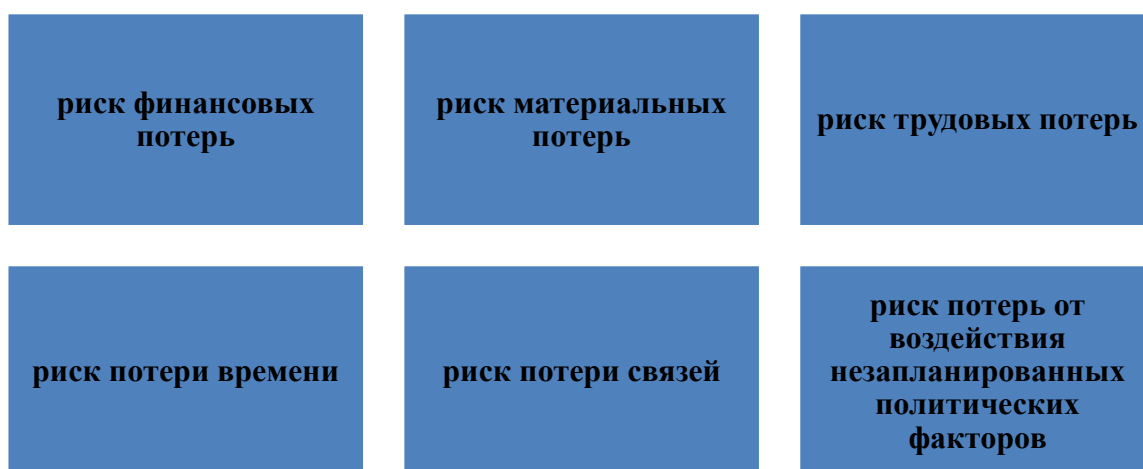 риск финансовых
потерь
риск материальных
потерь
риск трудовых потерь
риск потери времени
риск потери связей
риск потерь от
воздействия
незапланированных
политических
факторов